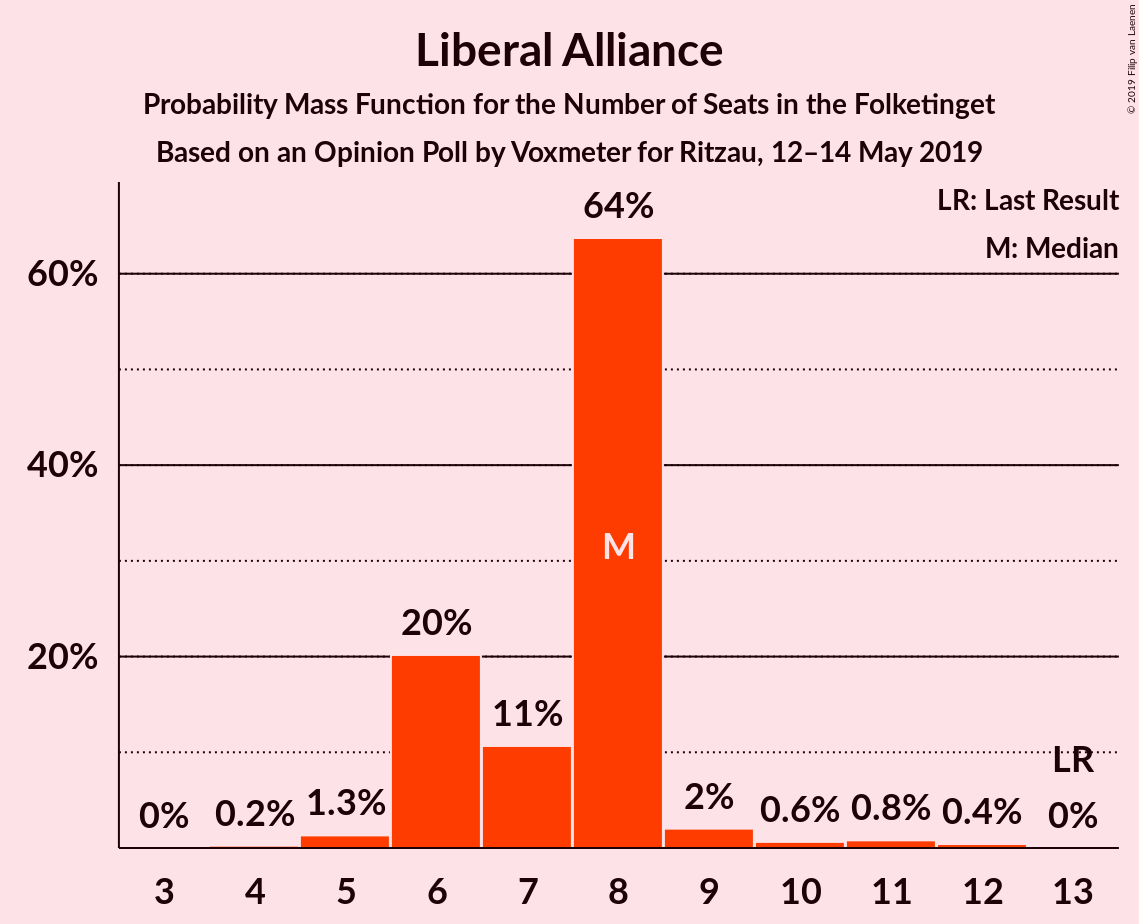 Liberal Alliance
Probability Mass Function for the Number of Seats in the Folketinget
Based on an Opinion Poll by Voxmeter for Ritzau, 12–14 May 2019
© 2019 Filip van Laenen
LR: Last Result
M: Median
60%
40%
20%
0%
0.2%
1.3%
20%
11%
64%
M
2%
0.6%
0.8%
0.4%
LR
0%
3 4 5 6 7 8 9 10 11 12 13